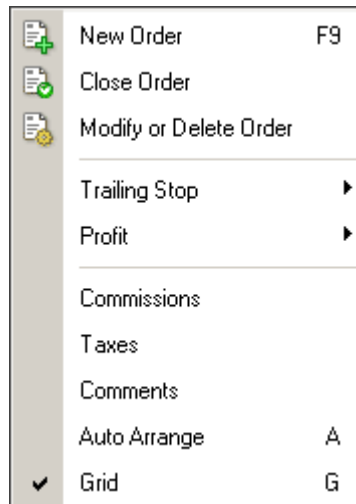 New Order F9
Close Order
Modify or Delete Order
Trailing Stop
Profit
Commissions
Taxes
Comments
Auto Arrange A
Grid G